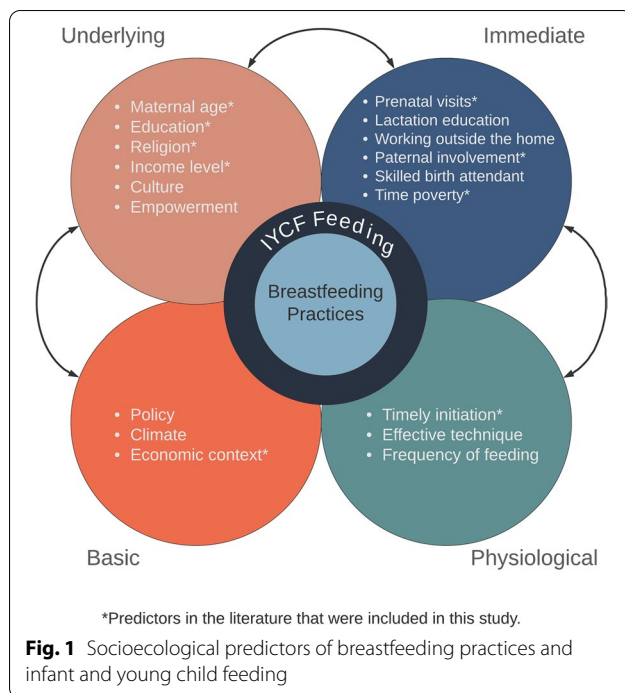 Underlying
Immediate
• Maternal age*
• Education*
• Religion*
• Income level*
• Culture
• Empowerment
• Prenatal visits*
• Lactation education
• Working outside the home
• Paternal involvement*
• Skilled birth attendant
• Time poverty*
IYCF Feeding
Breastfeeding
Practices
• Policy
• Climate
• Economic context*
• Timely initiation*
• Effective technique
• Frequency of feeding
Basic
Physiological
*Predictors in the literature that were included in this study.
Fig. 1 Socioecological predictors of breastfeeding practices and
infant and young child feeding